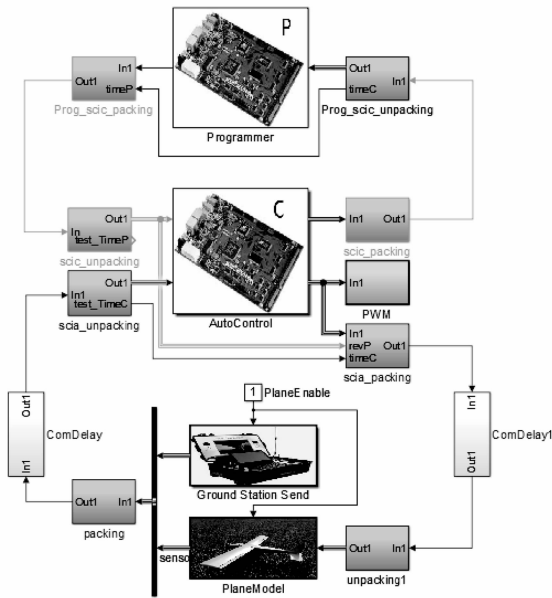 P
In1
Out1
timeP
Prog_scic_packing
Programmer
Out1
In1
timeC
Prog_scic_unpacking
C
Out1
In
test_TimeP
scic_unpacking
In1
Out1
scic_packing
Out1
In1
test_TimeC
scia_unpacking
AutoControl
In1
PWM
In1
revP
Out1
timeC
scia_packing
Out1
In1
ComDelay
1
PlaneEnable
In1
Out1
ComDelay1
Ground Station Send
Out1
In1
packing
senso
PlaneModel
Out1
In1
unpacking1